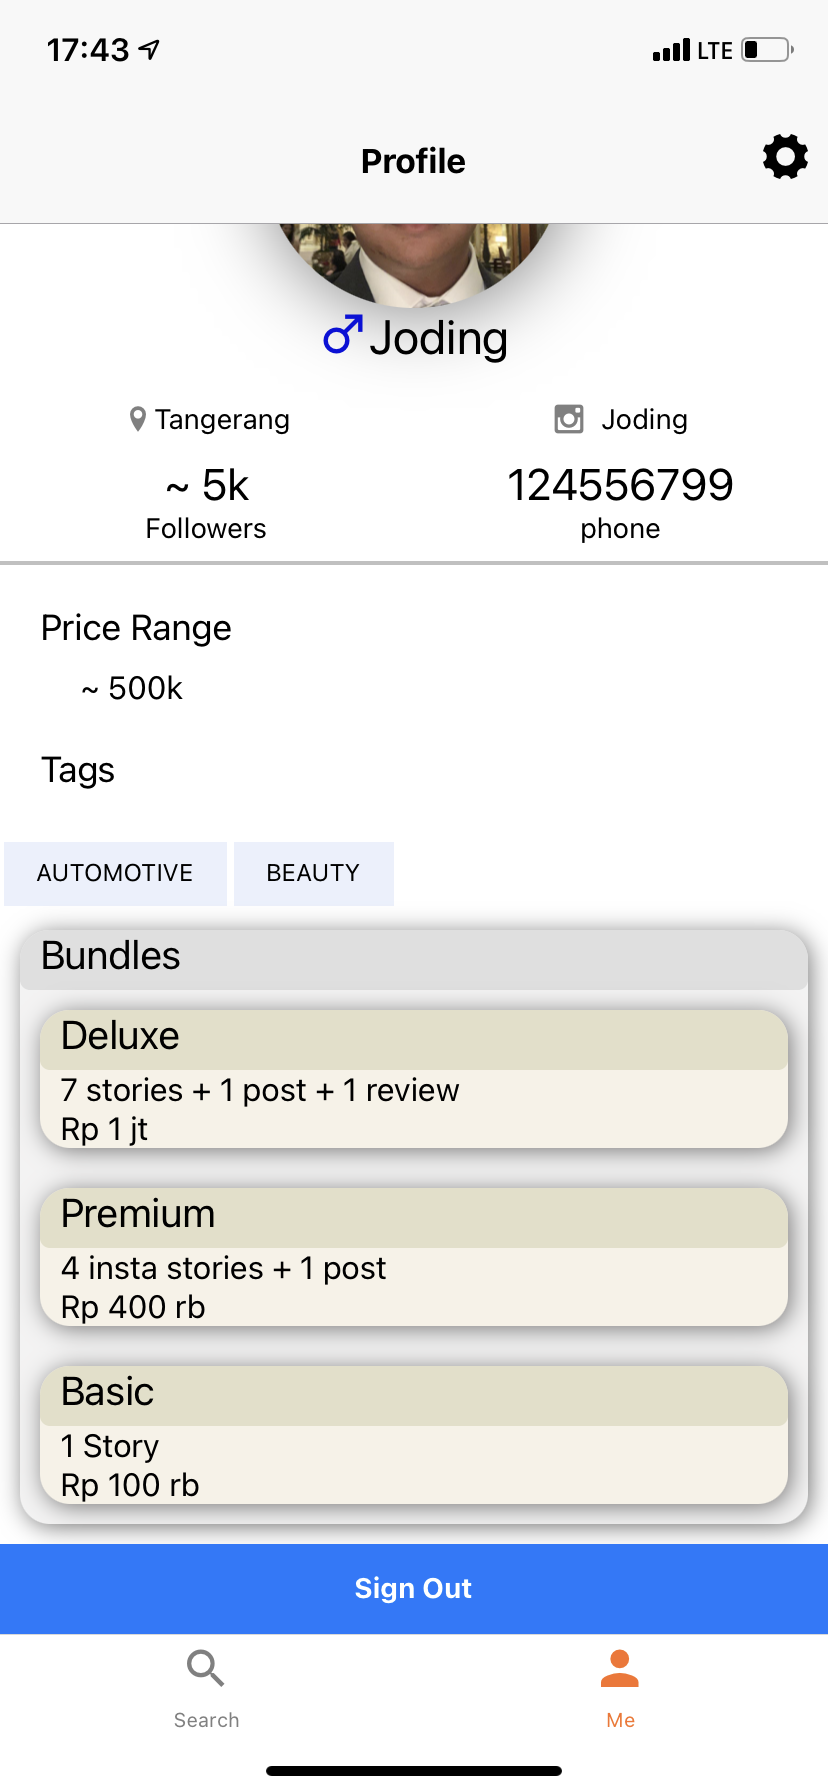 17:43
LTE
Profile
Joding
Tangerang
Joding
~ 5k
124556799
Followers
phone
Price Range
~ 500k
Tags
AUTOMOTIVE
BEAUTY
Bundles
Deluxe
7 stories + 1 post + 1 review
Rp 1 jt
Premium
4 insta stories + 1 post
Rp 400 rb
Basic
1 Story
Rp 100 rb
Sign Out
Search
Me